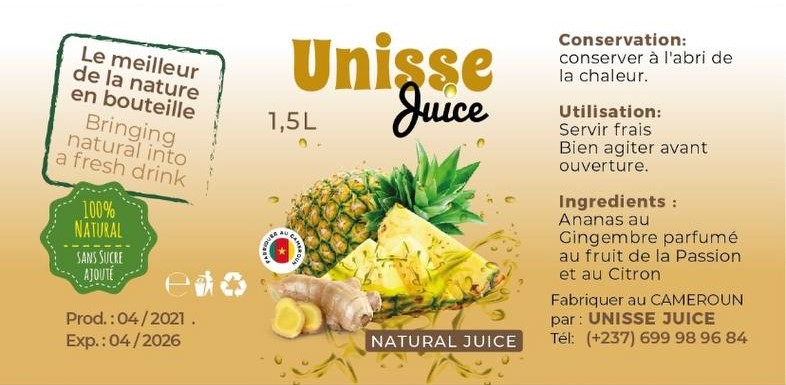 Le meilleur
de la nature
en bouteille
Bringing
natural into
a fresh drink
100%
NATURAL
SANS SUCRE
AJOUTÉ
Prod. : 04 / 2021 .
Exp. : 04 / 2026
Unisse
Juice
1,5L
FABRIQUÉ AU CAMEROUN
NATURAL JUICE
Conservation:
conserver à l'abri de
la chaleur.
Utilisation:
Servir frais
Bien agiter avant
ouverture.
Ingredients :
Ananas au
Gingembre parfumé
au fruit de la Passion
et au Citron
Fabriquer au CAMEROUN
par : UNISSE JUICE
Tél: (+237) 699 98 96 84